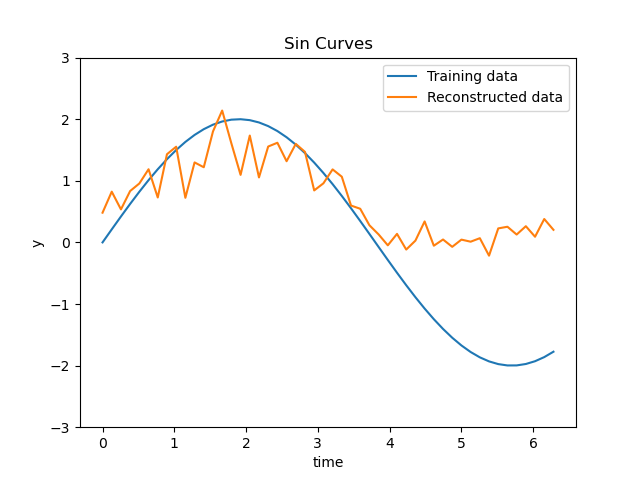 Sin Curves
Training data
Reconstructed data
3
2
1
0
−1
−2
−3
y
0 1 2 3 4 5 6
time